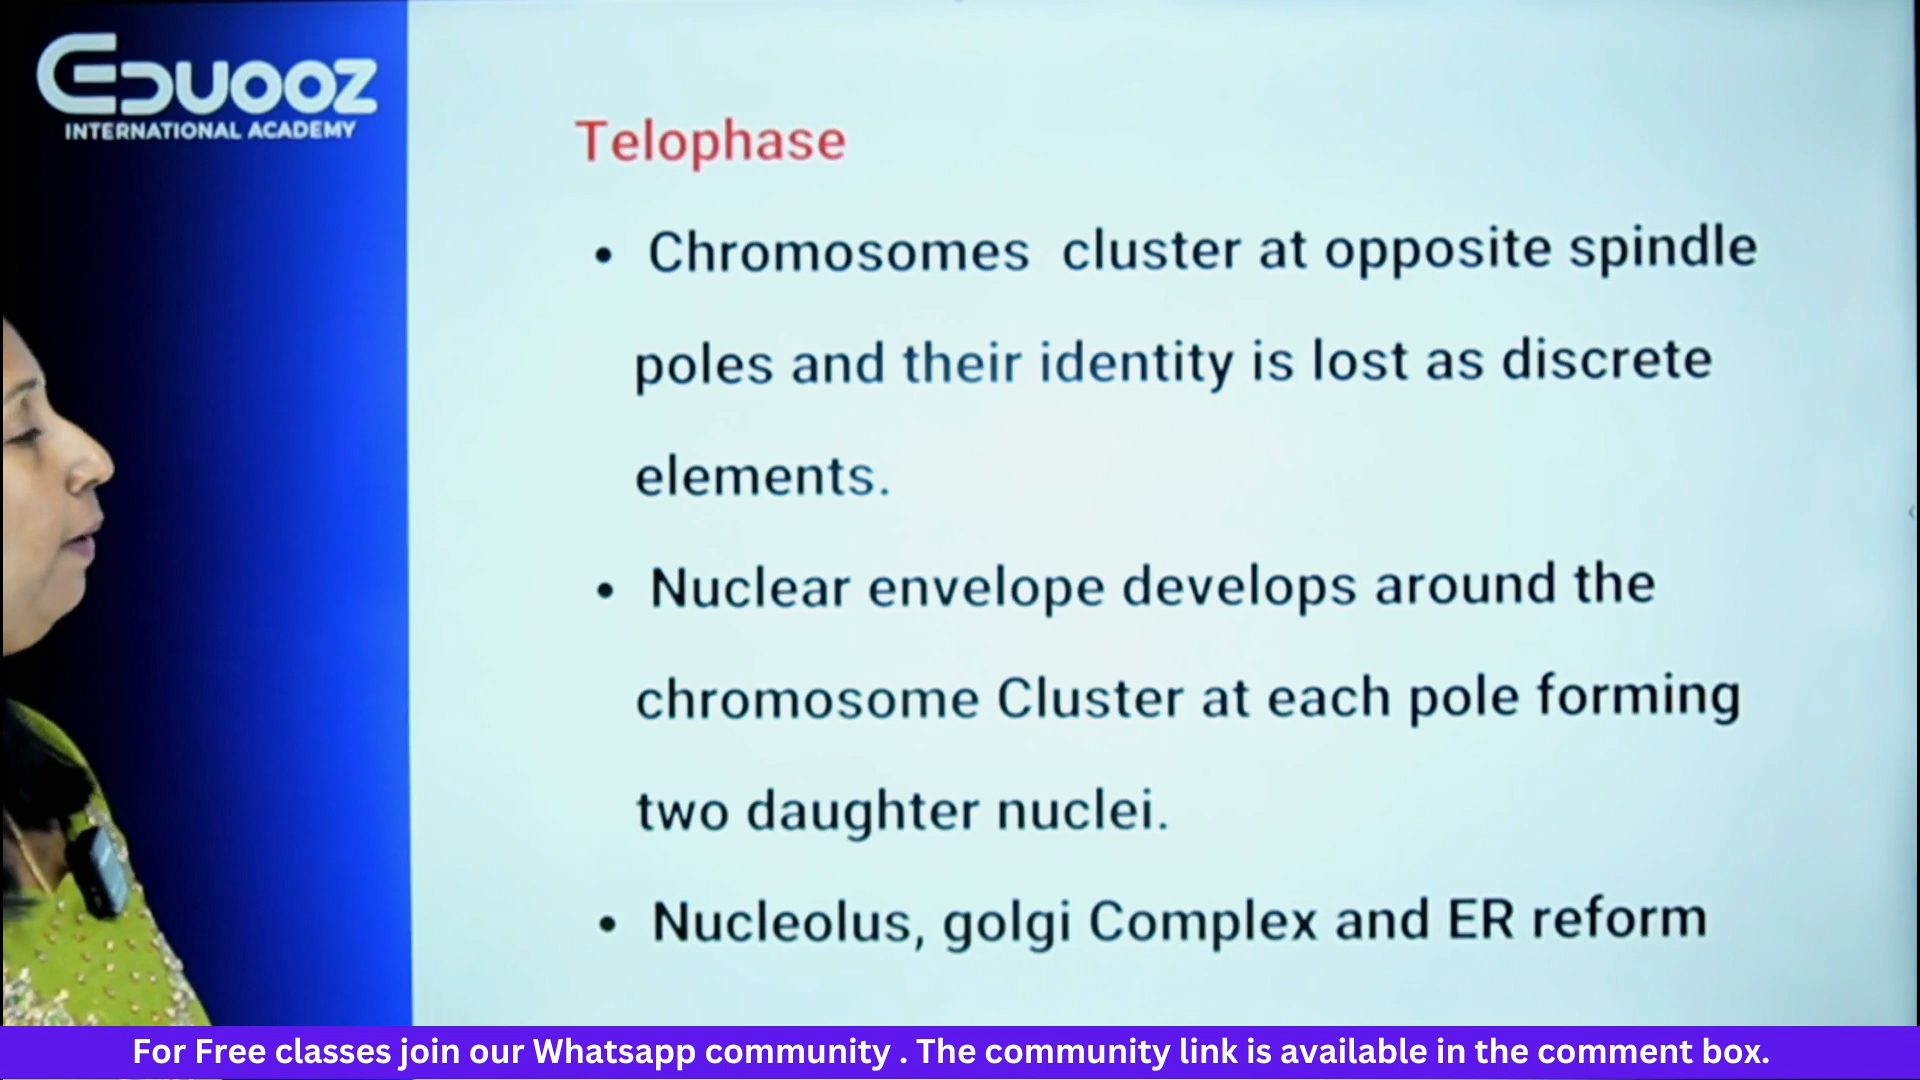 EDUOOZ
INTERNATIONAL ACADEMY
Telophase
• Chromosomes cluster at opposite spindle
poles and their identity is lost as discrete
elements.
• Nuclear envelope develops around the
chromosome Cluster at each pole forming
two daughter nuclei.
• Nucleolus, golgi Complex and ER reform
For Free classes join our Whatsapp community . The community link is available in the comment box.